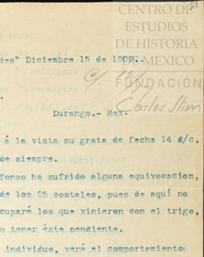 CENTRO DE
ESTUDIOS
DE HISTORIA
DE MEXICO
FUNDACIÓN
Carlos Slim
des" Diciembre 15 de 1909..
Durango.- Mex.
é la vista su grata de fecha 14 d/c,
de siempre.
fonso ha sufrido alguna equivocacion,
de los 25 costales, pues de aquí no
cuparé los que vinieron con el trigo,
o tener ésta pendiente.
individuo, verá el comportamiento